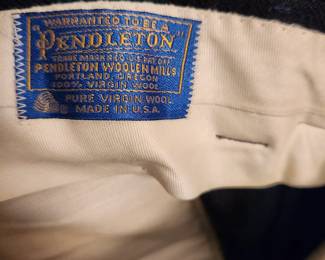 WARRANTED TO BE A
"PENDLETON"
TRADE MARK REG. U.S. PAT. OFF.
PENDLETON WOOLEN MILLS
PORTLAND, OREGON
100% VIRGIN WOOL
PURE VIRGIN WOOL
MADE IN U.S.A.